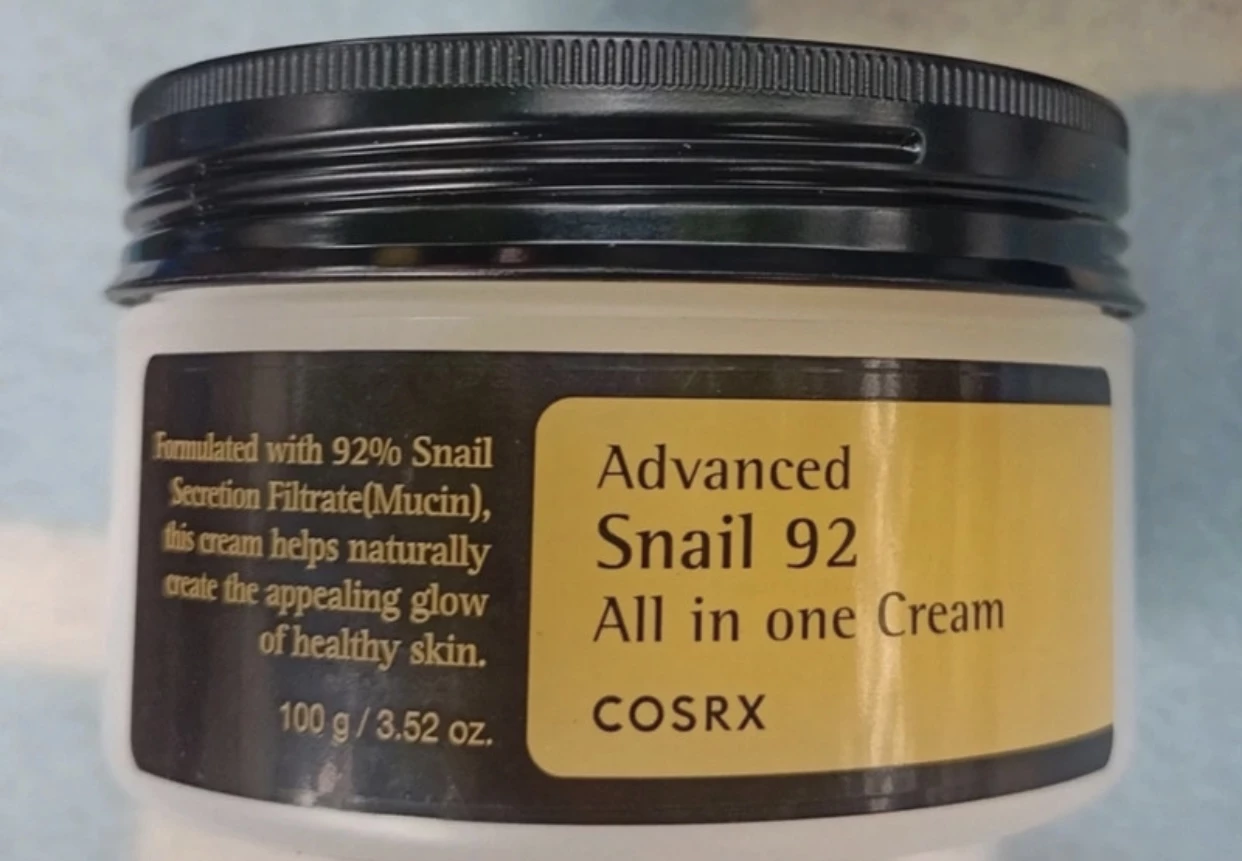 Formulated with 92% Snail
Secretion Filtrate(Mucin),
this cream helps naturally
create the appealing glow
of healthy skin.
100 g / 3.52 oz.
Advanced
Snail 92
All in one Cream
COSRX